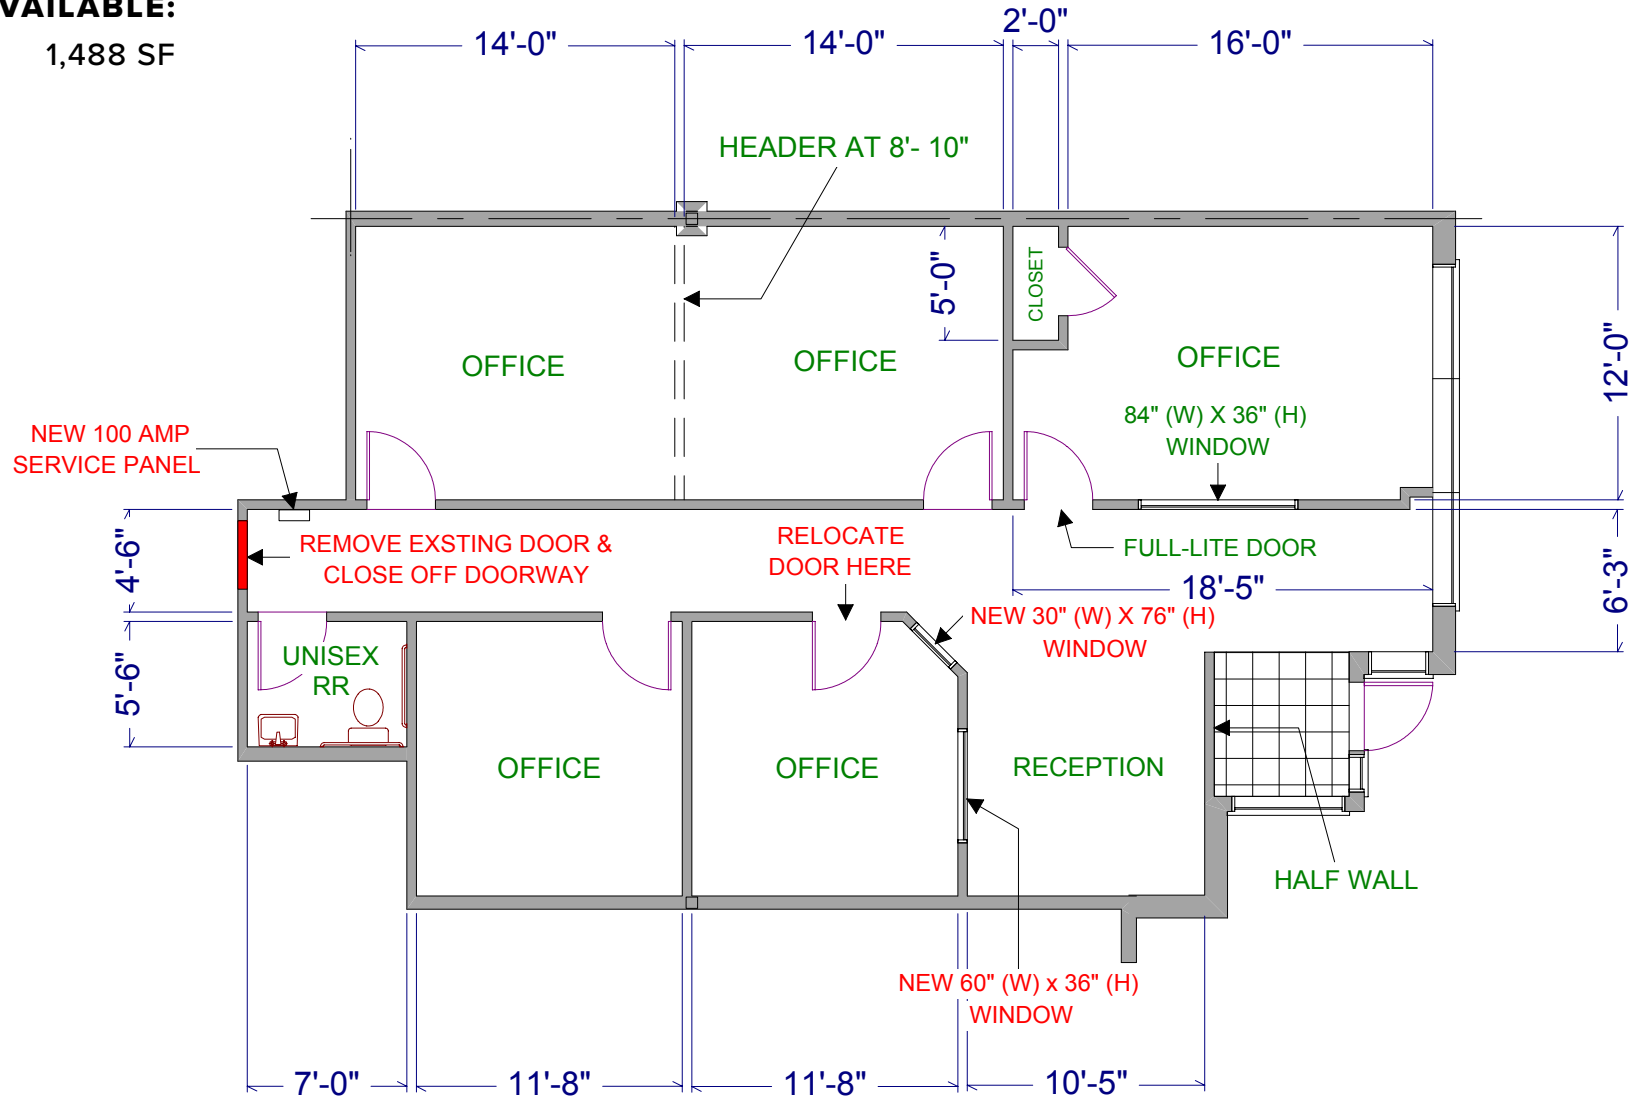 VAILABLE:
1,488 SF
14'-0"
14'-0"
2'-0"
16'-0"
HEADER AT 8'- 10"
5'-0"
CLOSET
12'-0"
OFFICE
OFFICE
OFFICE
84" (W) X 36" (H)
WINDOW
NEW 100 AMP
SERVICE PANEL
4'-6"
REMOVE EXSTING DOOR &
CLOSE OFF DOORWAY
RELOCATE
DOOR HERE
FULL-LITE DOOR
18'-5"
6'-3"
NEW 30" (W) X 76" (H)
WINDOW
5'-6"
UNISEX
RR
OFFICE
OFFICE
RECEPTION
HALF WALL
NEW 60" (W) x 36" (H)
WINDOW
7'-0"
11'-8"
11'-8"
10'-5"